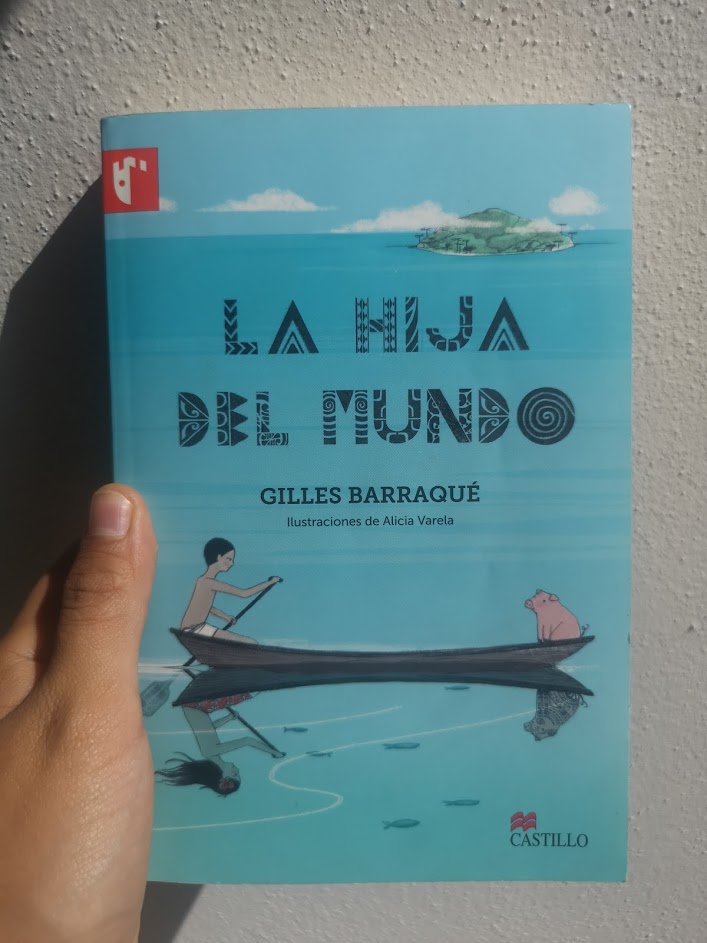 LA HIJA
DEL MUNDO
GILLES BARRAQUÉ
Ilustraciones de Alicia Varela
CASTILLO